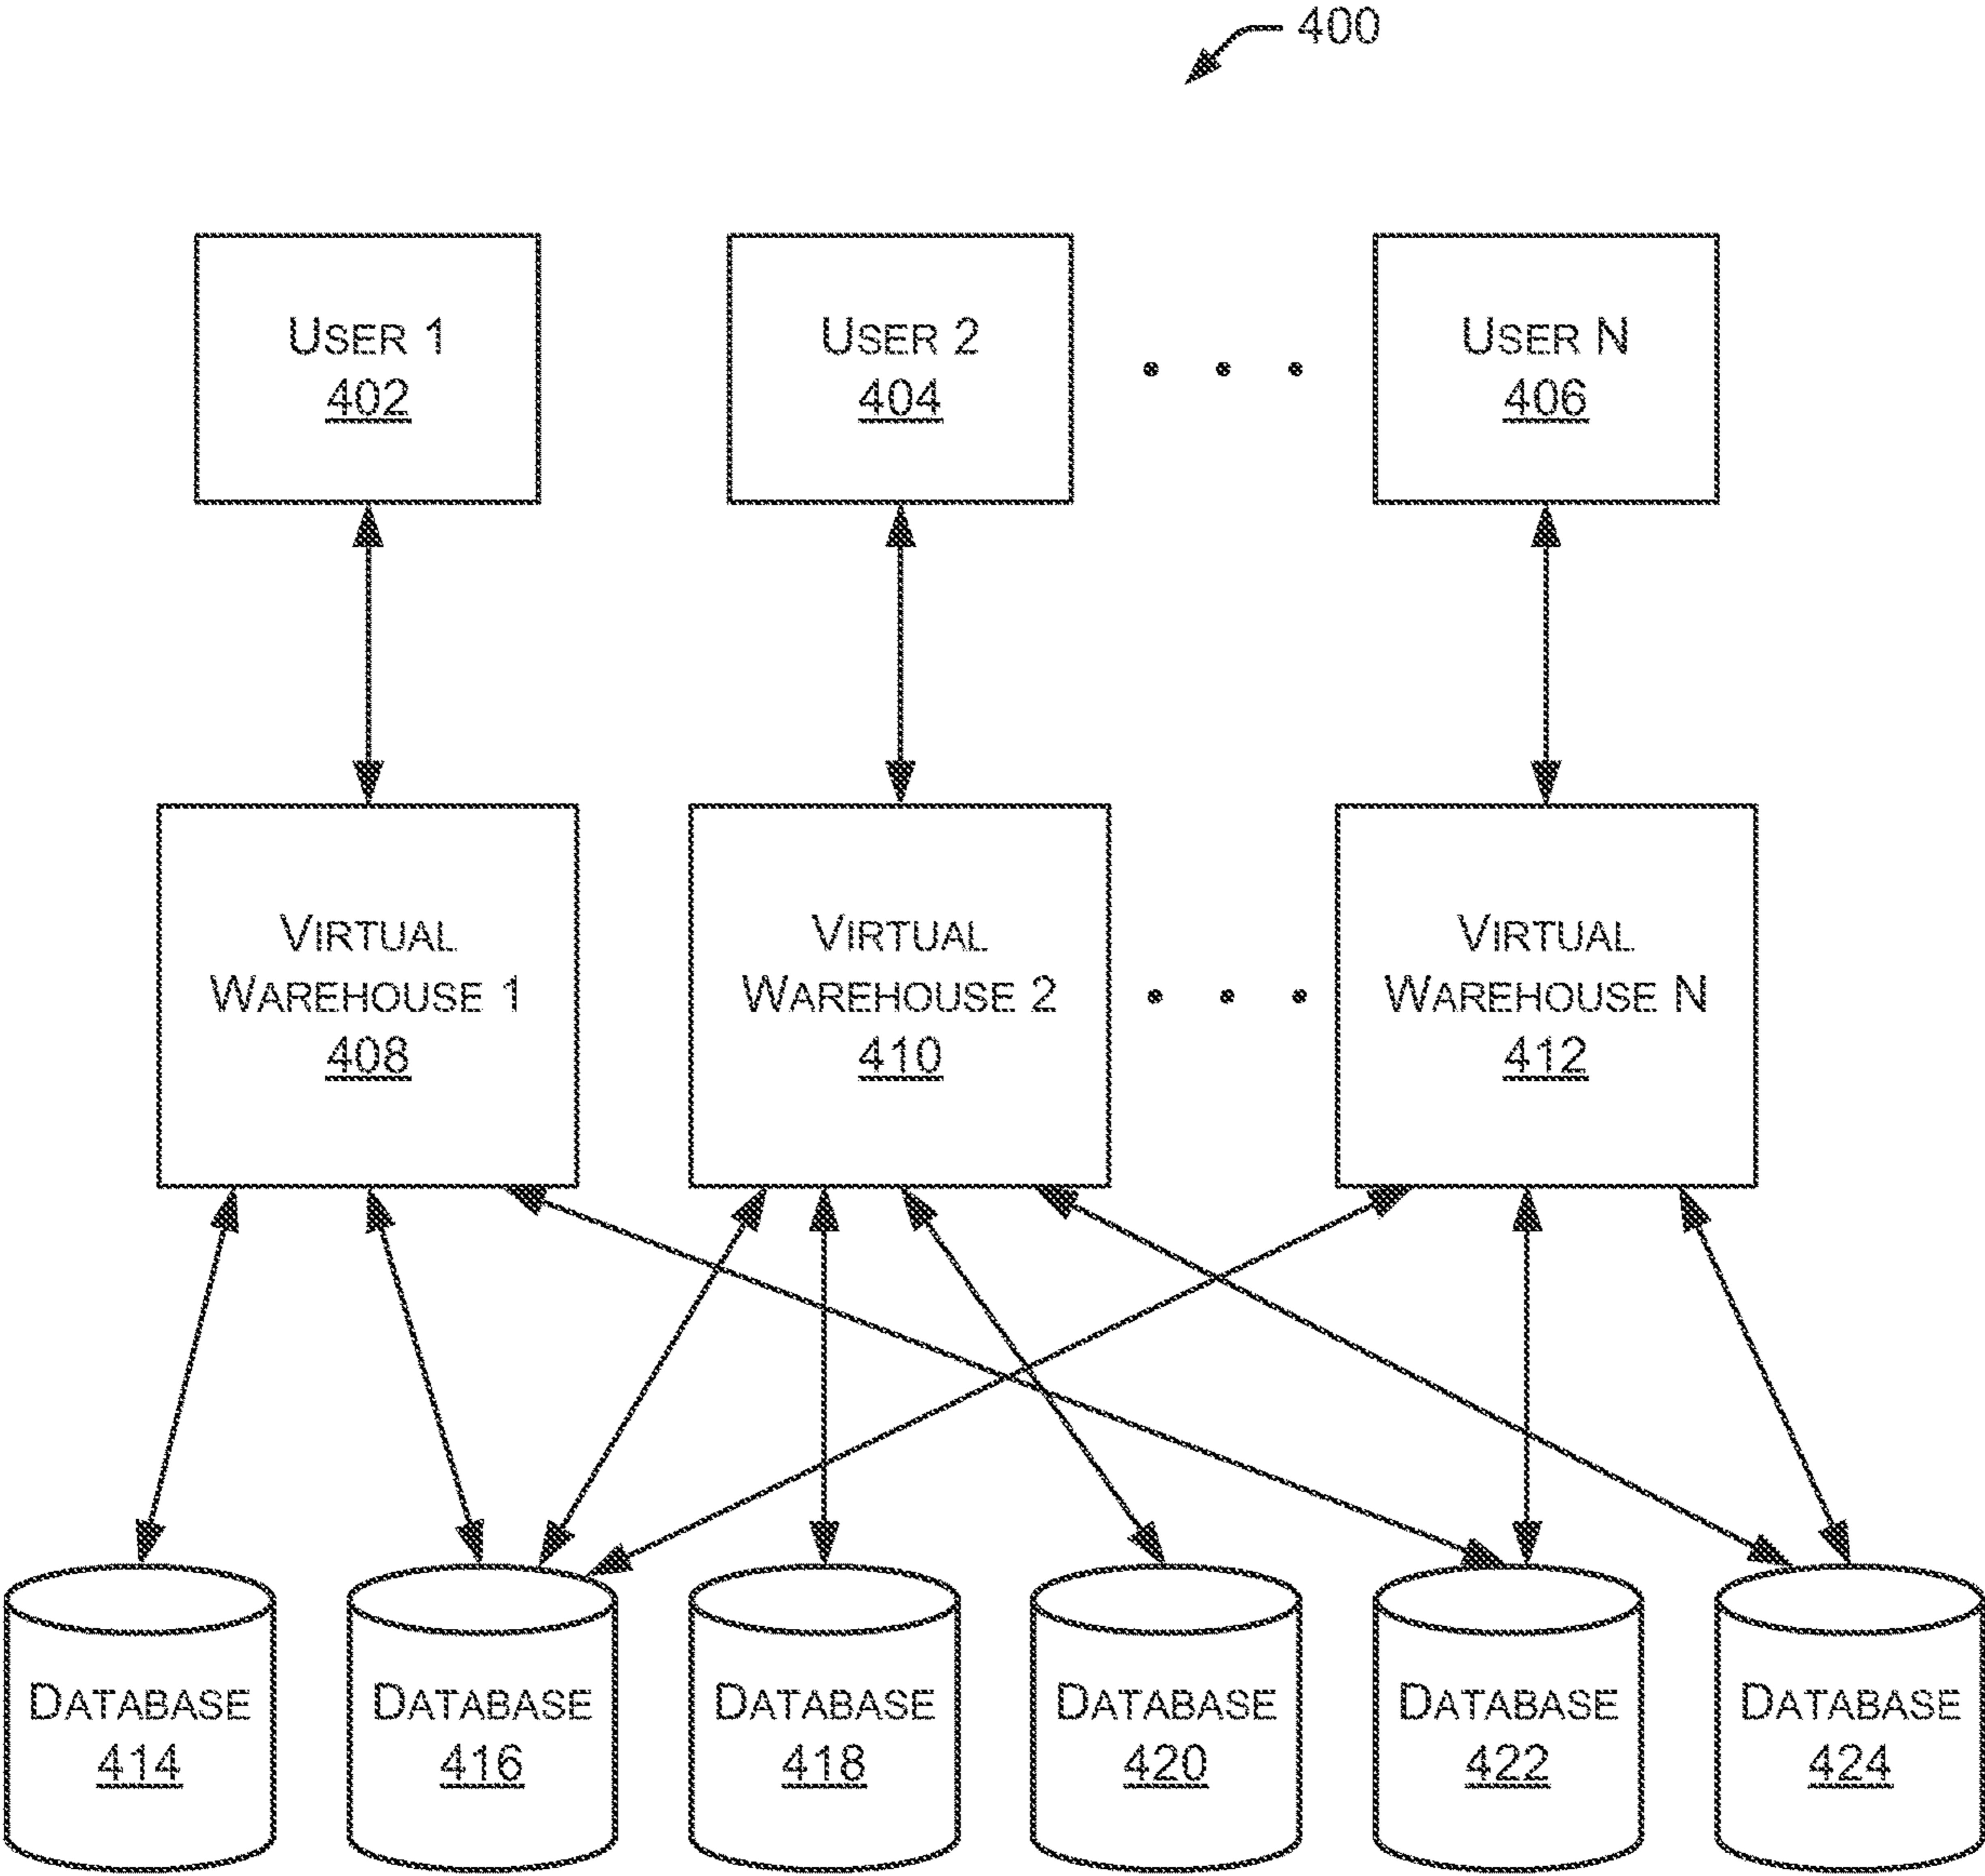 400
USER 1
402
USER 2
404
USER N
406
VIRTUAL
WAREHOUSE 1
408
VIRTUAL
WAREHOUSE 2
410
VIRTUAL
WAREHOUSE N
412
DATABASE
414
DATABASE
416
DATABASE
418
DATABASE
420
DATABASE
422
DATABASE
424